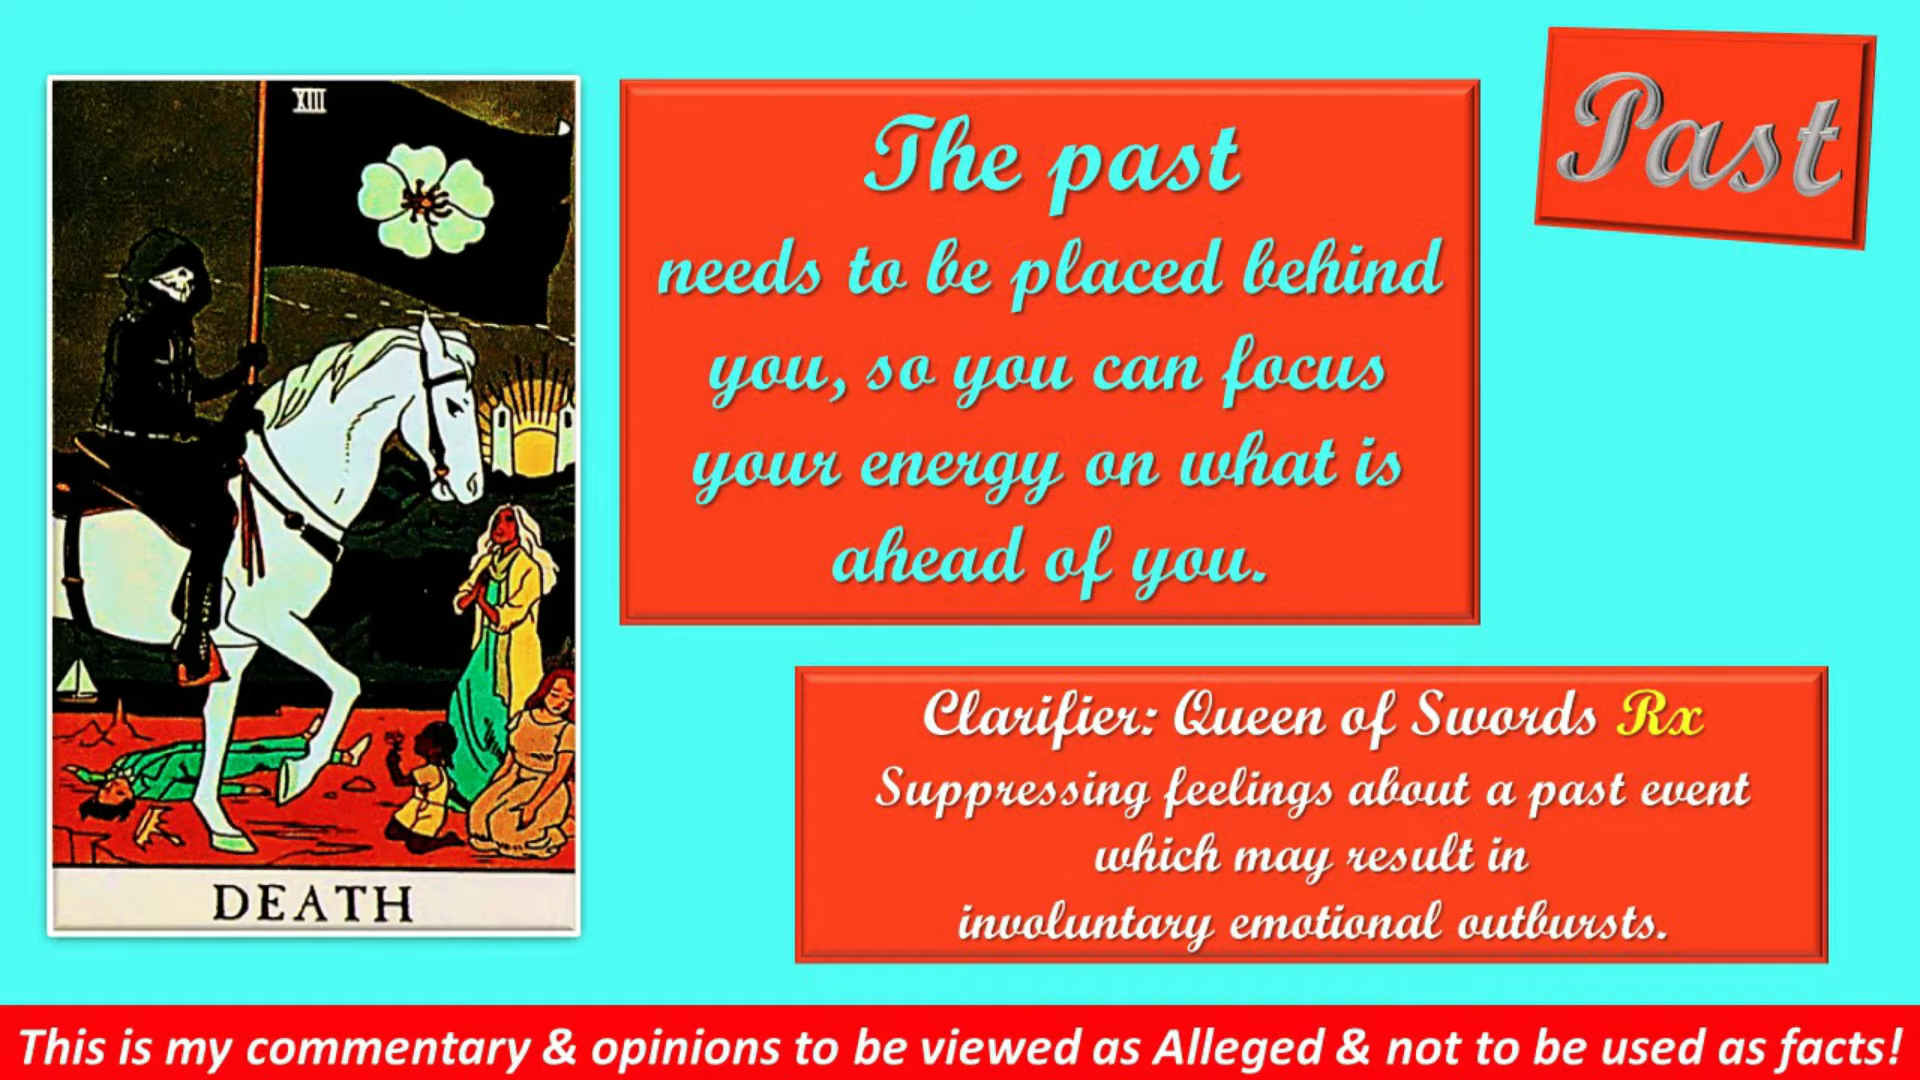 XIII
DEATH
The past
needs to be placed behind
you, so you can focus
your energy on what is
ahead of you.
Past
Clarifier: Queen of Swords Rx
Suppressing feelings about a past event
which may result in
involuntary emotional outbursts.
This is my commentary & opinions to be viewed as Alleged & not to be used as facts!